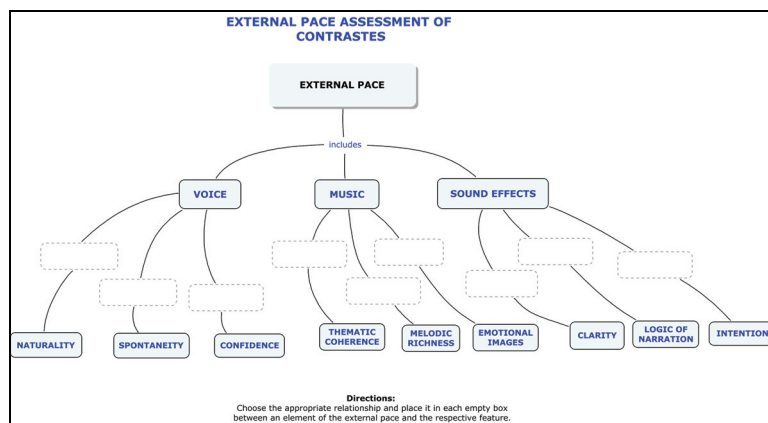 EXTERNAL PACE ASSESSMENT OF
CONTRASTES
EXTERNAL PACE
includes
VOICE
MUSIC
SOUND EFFECTS
NATURALITY
SPONTANEITY
CONFIDENCE
THEMATIC
COHERENCE
MELODIC
RICHNESS
EMOTIONAL
IMAGES
CLARITY
LOGIC OF
NARRATION
INTENTION
Directions:
Choose the appropriate relationship and place it in each empty box
between an element of the external pace and the respective feature.